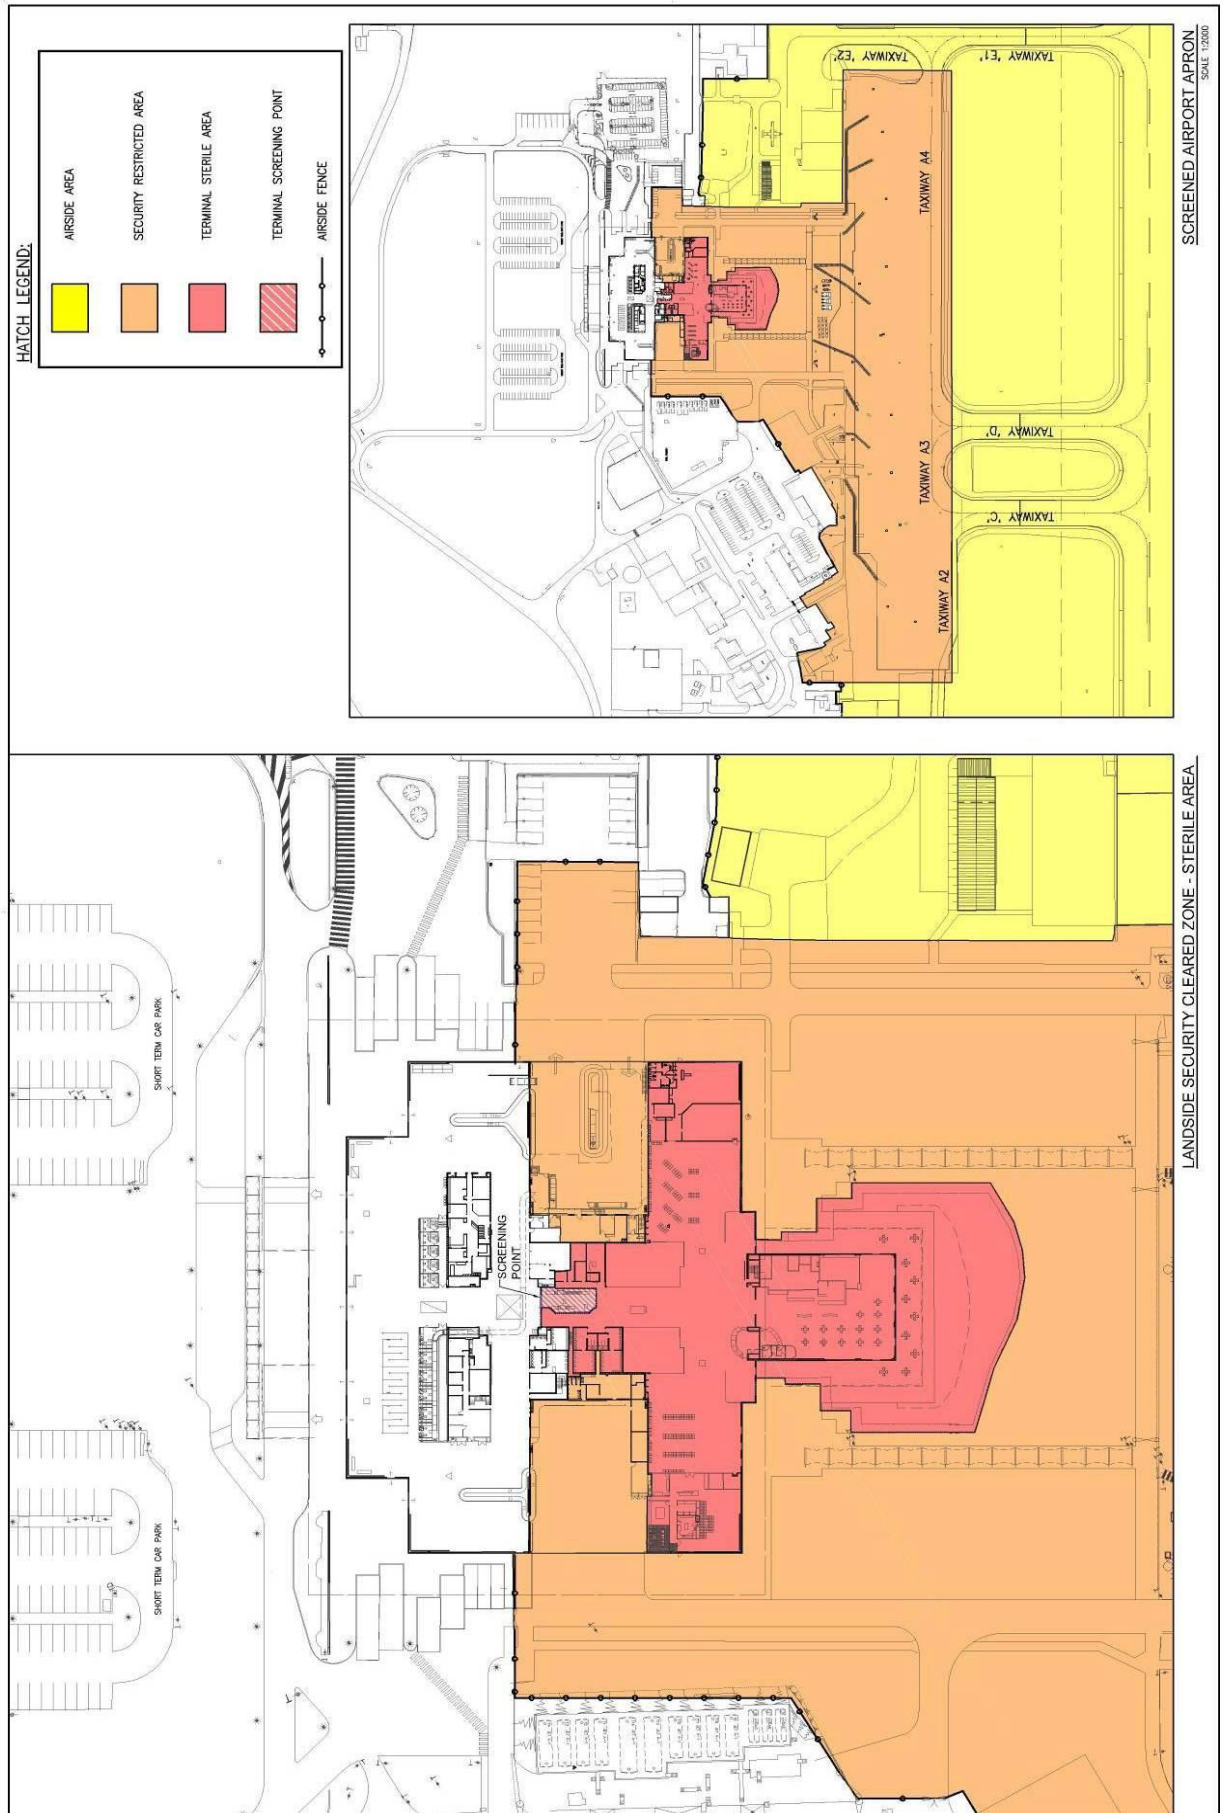 HATCH LEGEND:
AIRSIDE AREA
SECURITY RESTRICTED AREA
TERMINAL STERILE AREA
TERMINAL SCREENING POINT
AIRSIDE FENCE
TAXIWAY 'E2'
TAXIWAY 'E1'
TAXIWAY A4
TAXIWAY A3
TAXIWAY 'D'
TAXIWAY 'C'
TAXIWAY A2
SCREENED AIRPORT APRON
SCALE 1:2000
SHORT TERM CAR PARK
SHORT TERM CAR PARK
SCREENING
POINT
LANDSIDE SECURITY CLEARED ZONE - STERILE AREA